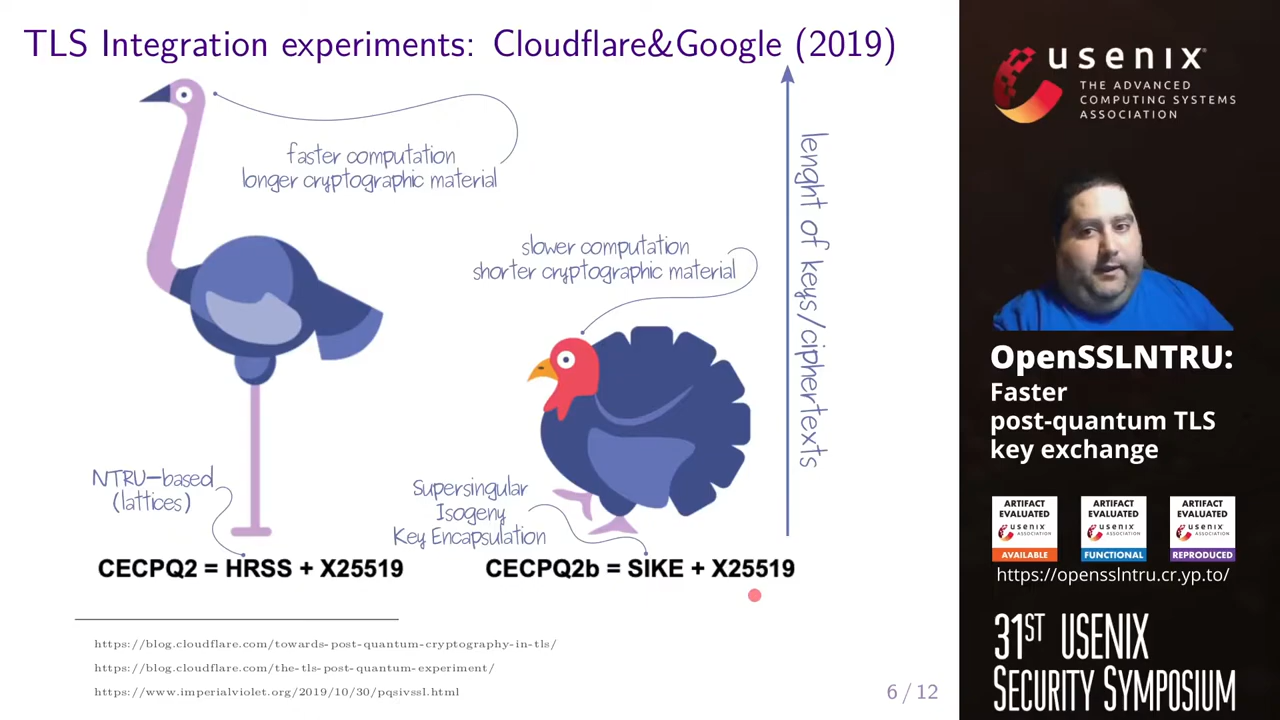 TLS Integration experiments: Cloudflare&Google (2019)
faster computation
longer cryptographic material
slower computation
shorter cryptographic material
lenght of keys/ciphertexts
NTRU-based
(lattices)
Supersingular
Isogeny
Key Encapsulation
CECPQ2 = HRSS + X25519
CECPQ2b = SIKE + X25519
https://blog.cloudflare.com/towards-post-quantum-cryptography-in-tls/
https://blog.cloudflare.com/the-tls-post-quantum-experiment/
https://www.imperialviolet.org/2019/10/30/pqsivssl.html
6 / 12
usenix®
THE ADVANCED
COMPUTING SYSTEMS
ASSOCIATION
OpenSSLNTRU:
Faster
post-quantum TLS
key exchange
ARTIFACT
EVALUATED
usenix
ASSOCIATION
AVAILABLE
ARTIFACT
EVALUATED
usenix
ASSOCIATION
FUNCTIONAL
ARTIFACT
EVALUATED
usenix
ASSOCIATION
REPRODUCED
https://opensslntru.cr.yp.to/
31ST USENIX
SECURITY SYMPOSIUM